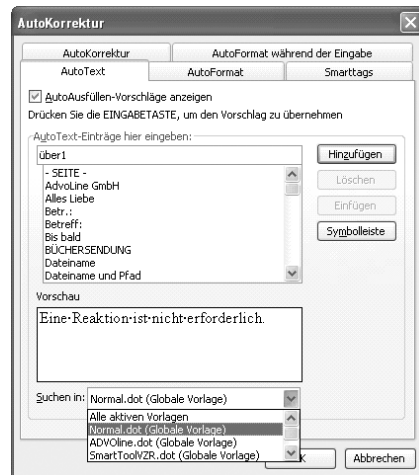 AutoKorrektur
AutoKorrektur
AutoFormat während der Eingabe
AutoText
AutoFormat
Smarttags
AutoAusfüllen-Vorschläge anzeigen
Drücken Sie die EINGABETASTE, um den Vorschlag zu übernehmen
AutoText-Einträge hier eingeben:
über1
Hinzufügen
- SEITE -
AdvoLine GmbH
Alles Liebe
Betr.:
Betreff:
Bis bald
BÜCHERSENDUNG
Dateiname
Dateiname und Pfad
Löschen
Einfügen
Symbolleiste
Vorschau
Eine·Reaktion·ist·nicht·erforderlich.
Suchen in:
Normal.dot (Globale Vorlage)
Alle aktiven Vorlagen
Normal.dot (Globale Vorlage)
ADVOline.dot (Globale Vorlage)
SmartToolVZR.dot (Globale Vorlage)
K
Abbrechen